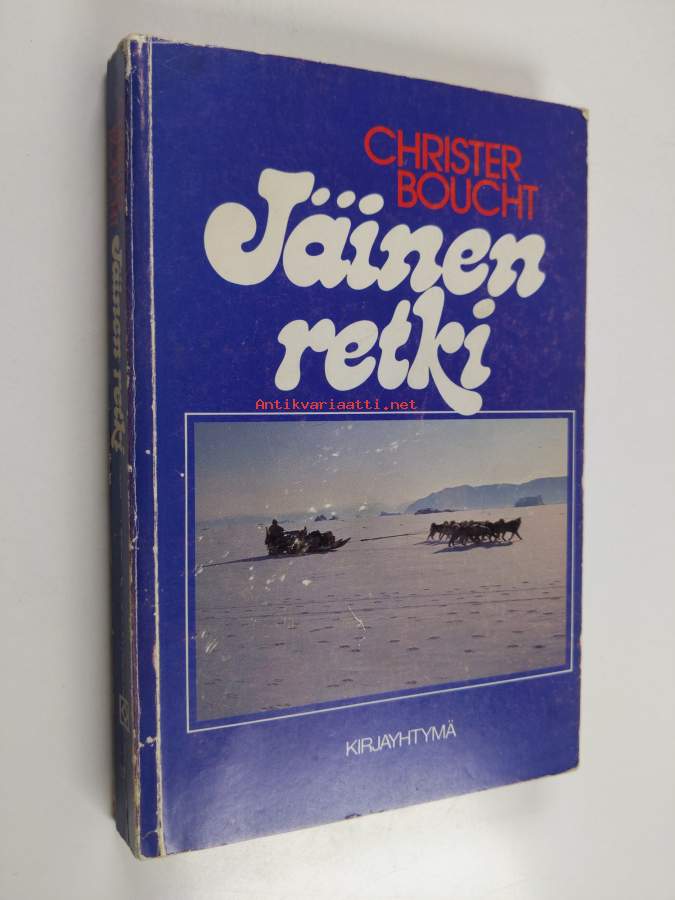 CHRISTER
BOUCHT
Jäinen
retki
Antikvariaatti.net
KIRJAYHTYMÄ
Jäinen retki